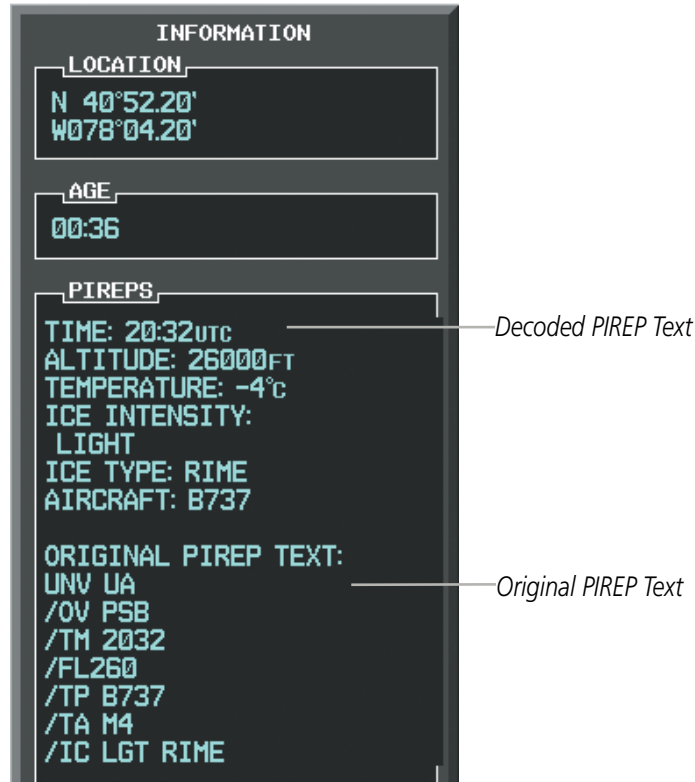 INFORMATION
LOCATION
N 40°52.20'
W078°04.20'
AGE
00:36
PIREPS
TIME: 20:32UTC
Decoded PIREP Text
ALTITUDE: 26000FT
TEMPERATURE: -4°C
ICE INTENSITY:
LIGHT
ICE TYPE: RIME
AIRCRAFT: B737
ORIGINAL PIREP TEXT:
UNV UA
Original PIREP Text
/OV PSB
/TM 2032
/FL260
/TP B737
/TA M4
/IC LGT RIME